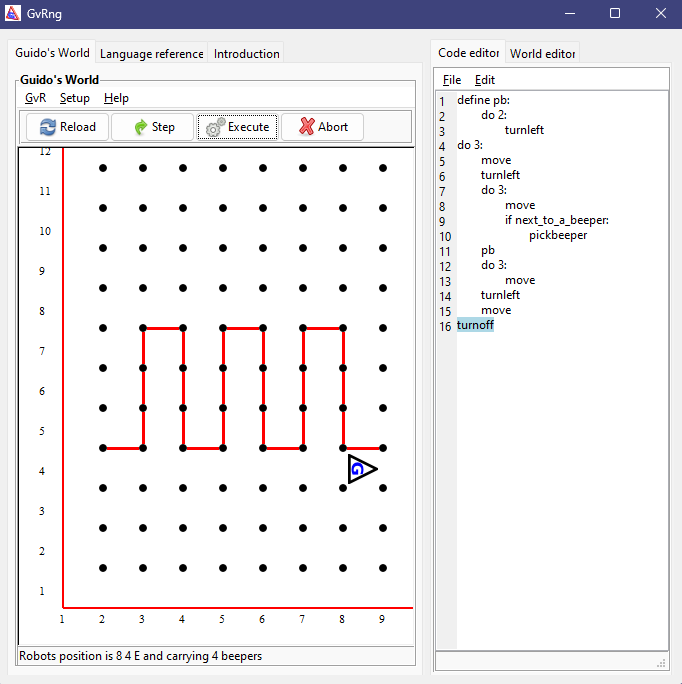 GvRng
Guido's World Language reference Introduction
Guido's World
GvR Setup Help
Reload Step Execute Abort
12
11
10
9
8
7
6
5
4
3
2
1
1 2 3 4 5 6 7 8 9
G
Robots position is 8 4 E and carrying 4 beepers
Code editor World editor
File Edit
1 define pb:
2 do 2:
3 turnleft
4 do 3:
5 move
6 turnleft
7 do 3:
8 move
9 if next_to_a_beeper:
10 pickbeeper
11 pb
12 do 3:
13 move
14 turnleft
15 move
16 turnoff